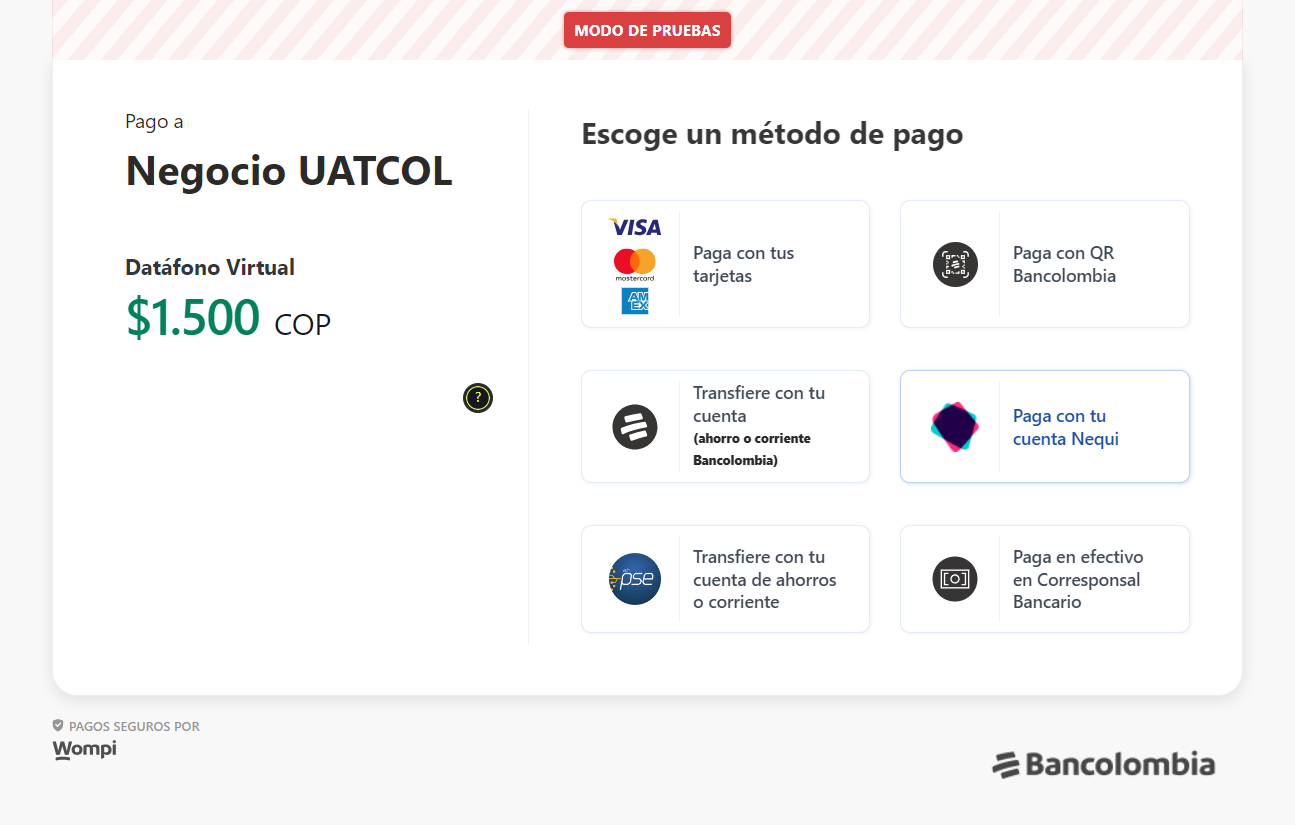 MODO DE PRUEBAS
Pago a
Negocio UATCOL
Datáfono Virtual
$1.500 COP
?
Escoge un método de pago
VISA
mastercard
AM
EX
Paga con tus
tarjetas
Paga con QR
Bancolombia
Transfiere con tu
cuenta
(ahorro o corriente
Bancolombia)
Paga con tu
cuenta Nequi
pse
Transfiere con tu
cuenta de ahorros
o corriente
Paga en efectivo
en Corresponsal
Bancario
PAGOS SEGUROS POR
Wompi
Bancolombia